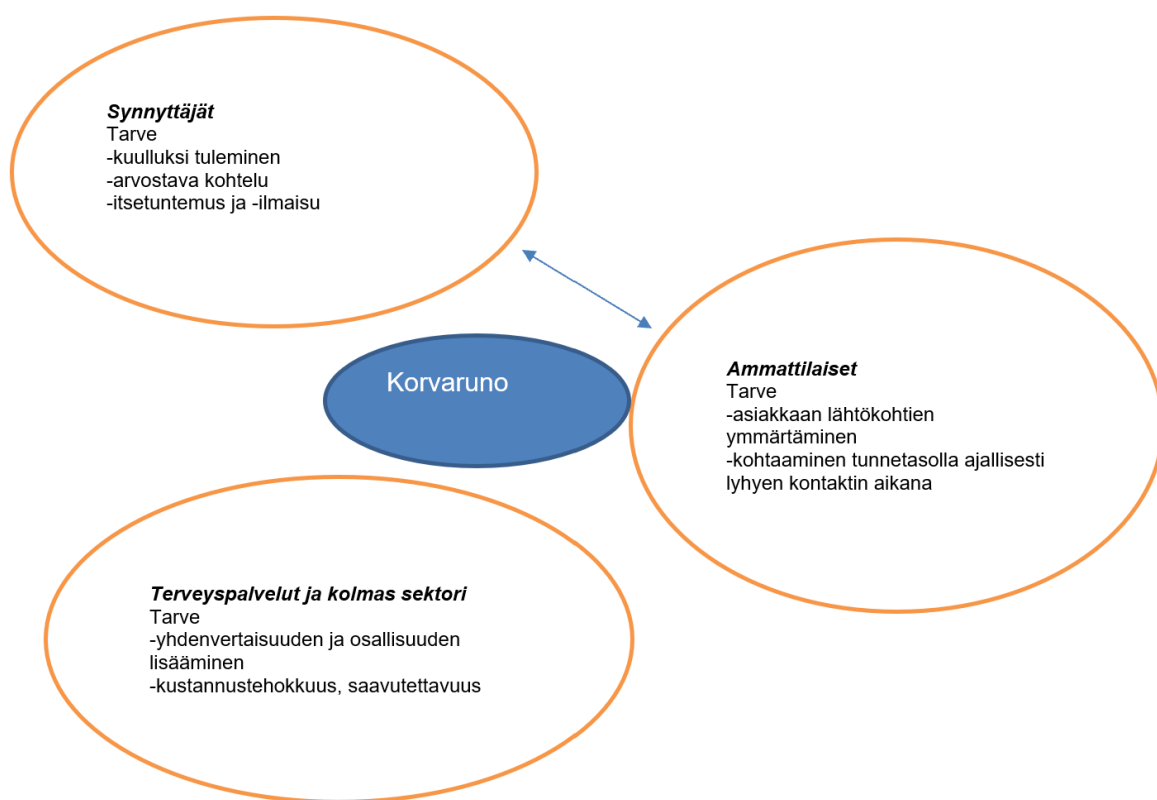 Synnyttäjät
Tarve
-kuulluksi tuleminen
-arvostava kohtelu
-itsetuntemus ja -ilmaisu
Korvaruno
Ammattilaiset
Tarve
-asiakkaan lähtökohtien
ymmärtäminen
-kohtaaminen tunnetasolla ajallisesti
lyhyen kontaktin aikana
Terveyspalvelut ja kolmas sektori
Tarve
-yhdenvertaisuuden ja osallisuuden
lisääminen
-kustannustehokkuus, saavutettavuus